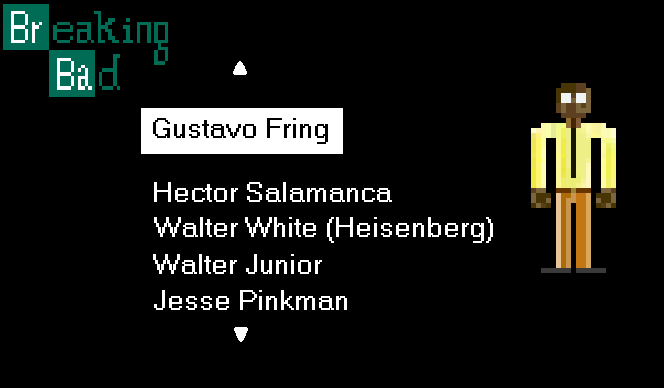 Breaking
Bad
Gustavo Fring
Hector Salamanca
Walter White (Heisenberg)
Walter Junior
Jesse Pinkman